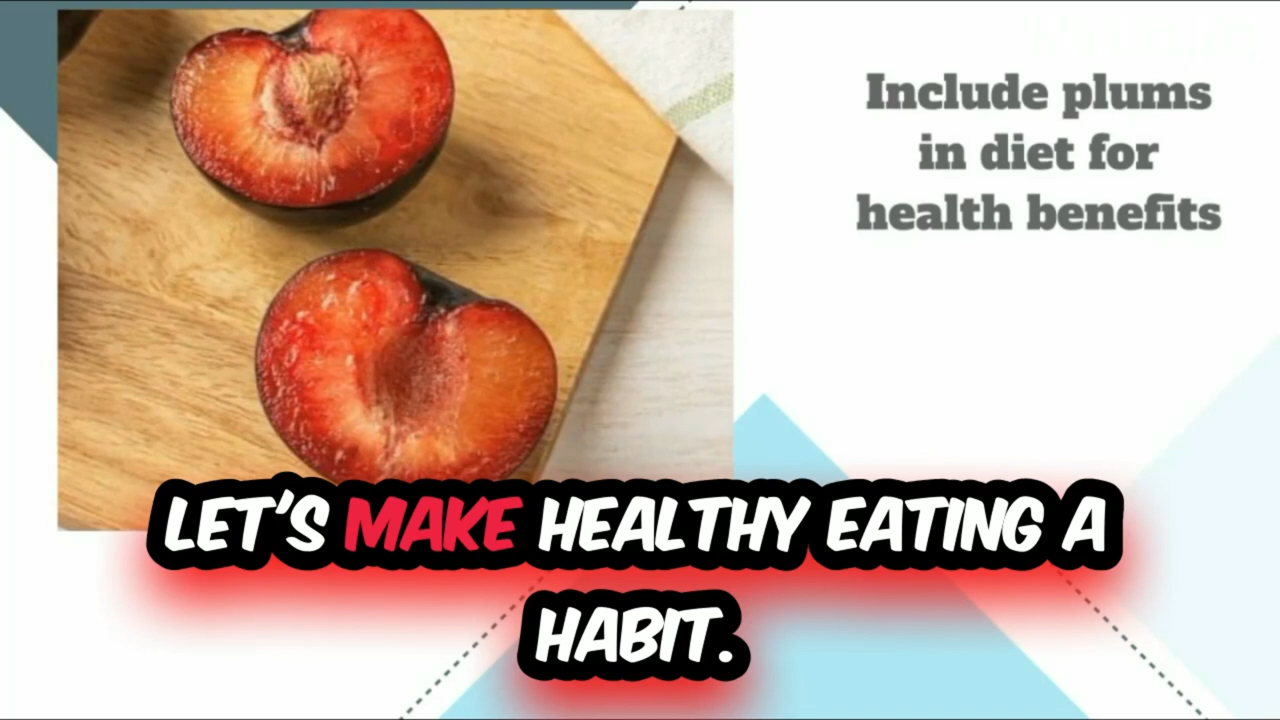 Include plums
in diet for
health benefits
LET'S MAKE HEALTHY EATING A
HABIT.